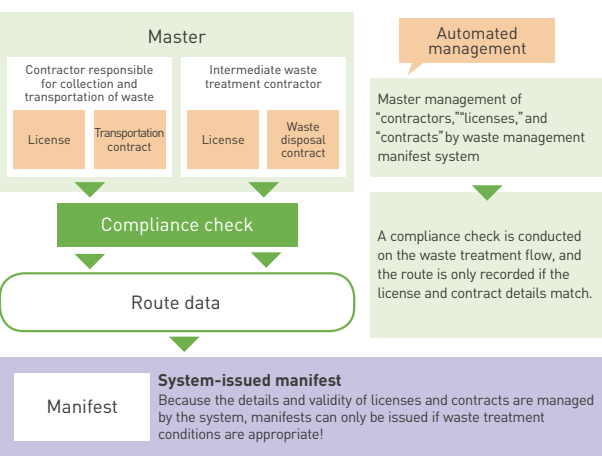 Master
Contractor responsible
for collection and
transportation of waste
License
Transportation
contract
Intermediate waste
treatment contractor
License
Waste
disposal
contract
Compliance check
Route data
Automated
management
Master management of
“contractors,”“licenses,” and
“contracts” by waste management
manifest system
A compliance check is conducted
on the waste treatment flow, and
the route is only recorded if the
license and contract details match.
Manifest
System-issued manifest
Because the details and validity of licenses and contracts are managed
by the system, manifests can only be issued if waste treatment
conditions are appropriate!